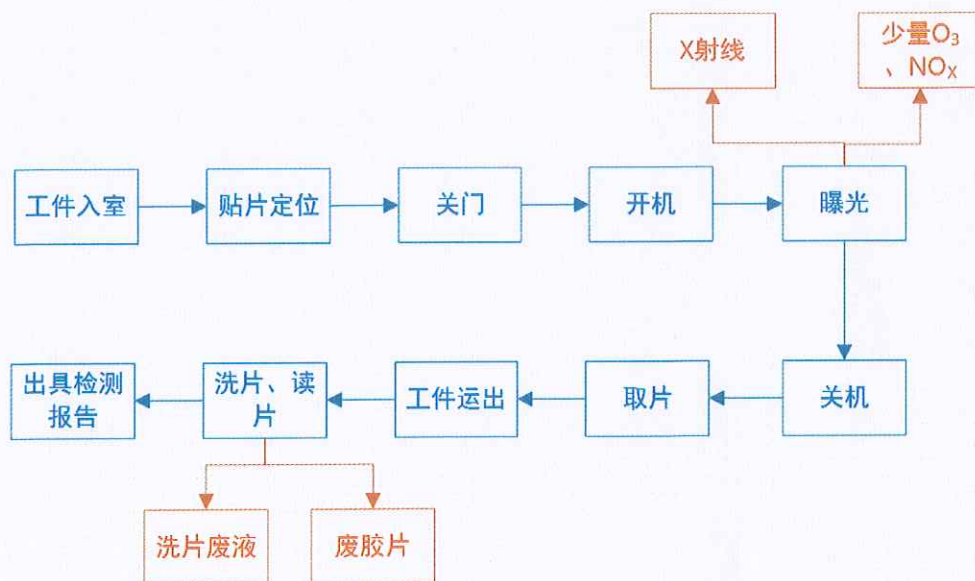 X射线
少量O₃
、NOₓ
工件入室
贴片定位
关门
开机
曝光
出具检测
报告
洗片、读
片
工件运出
取片
关机
洗片废液
废胶片